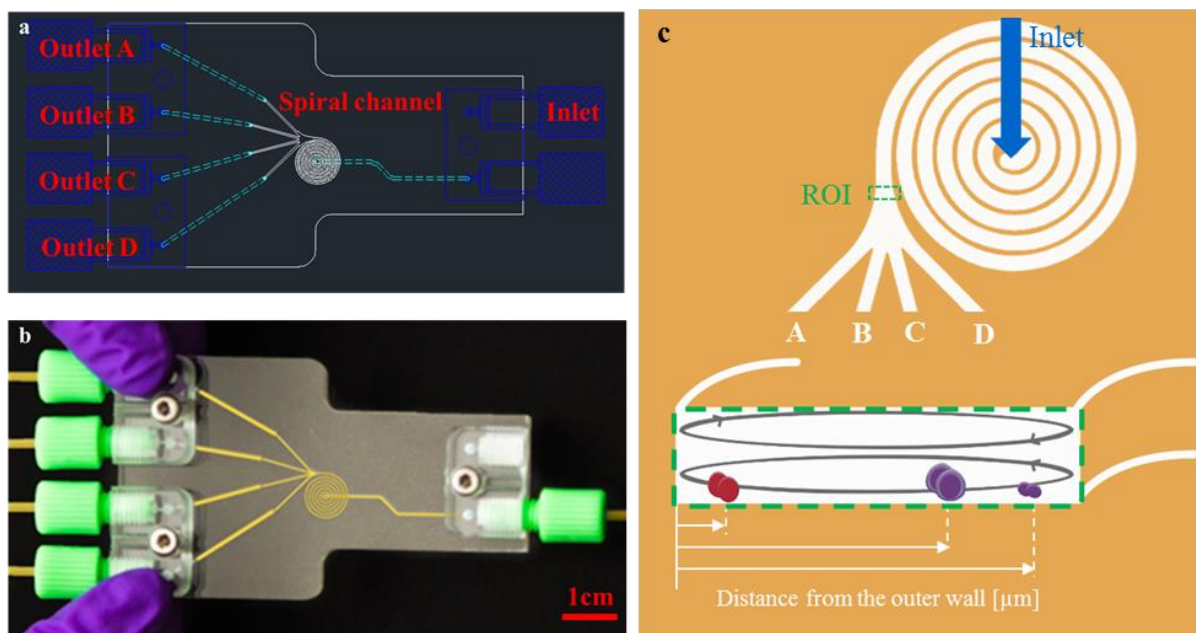 a
Outlet A
Outlet B
Spiral channel
Inlet
Outlet C
Outlet D
b
1cm
c
Inlet
ROI
A B C D
Distance from the outer wall [µm]